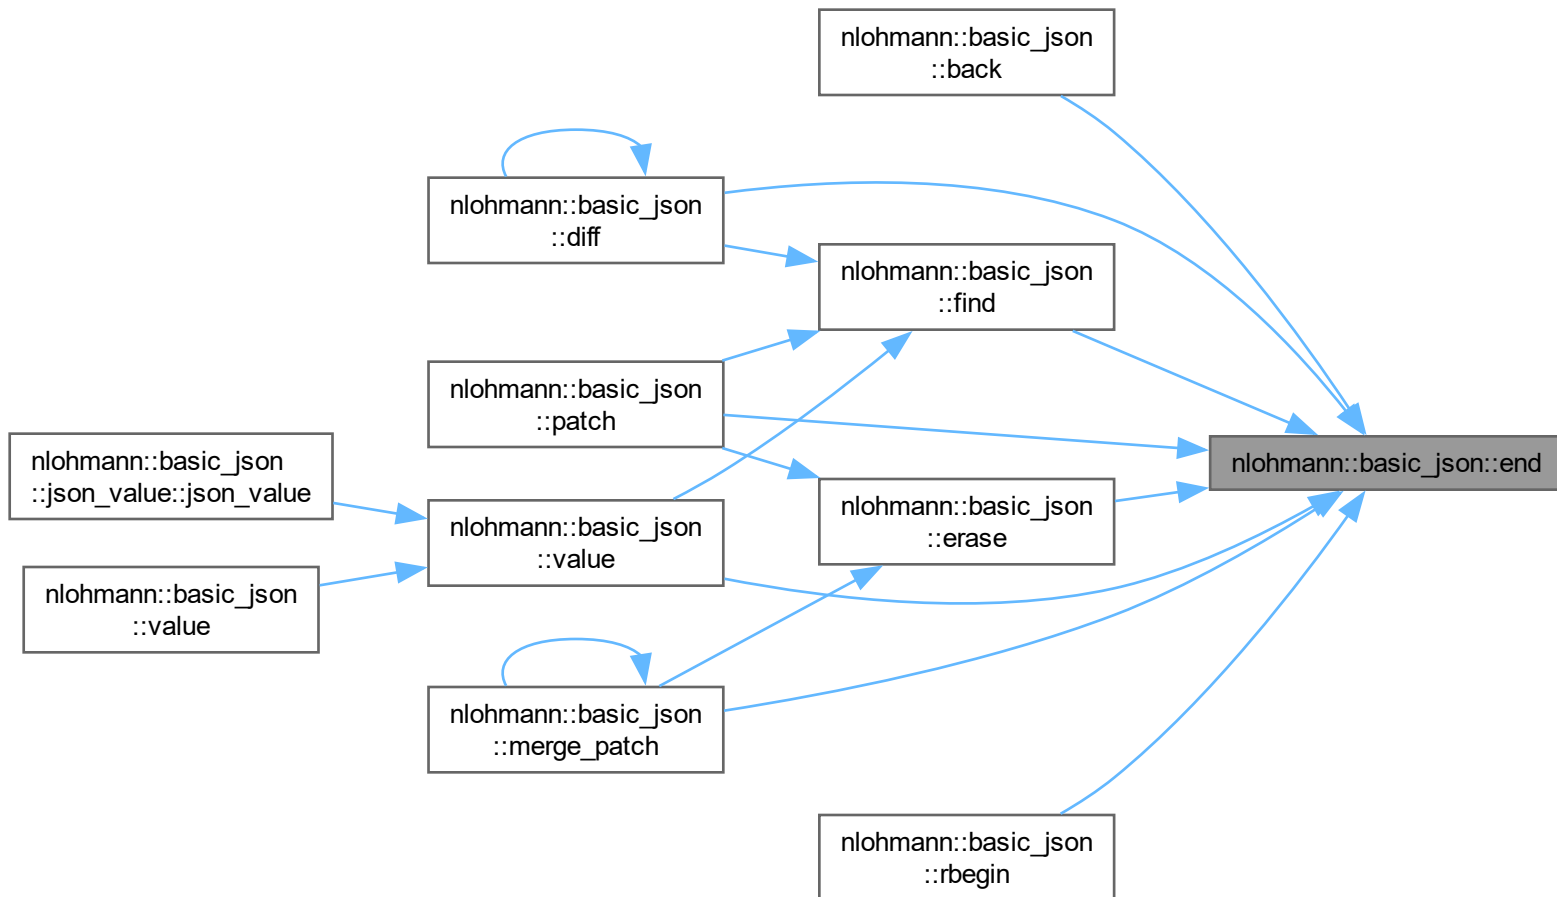 nlohmann::basic_json
::back
nlohmann::basic_json
::diff
nlohmann::basic_json
::find
nlohmann::basic_json
::patch
nlohmann::basic_json
::json_value::json_value
nlohmann::basic_json::end
nlohmann::basic_json
::value
nlohmann::basic_json
::erase
nlohmann::basic_json
::value
nlohmann::basic_json
::merge_patch
nlohmann::basic_json
::rbegin